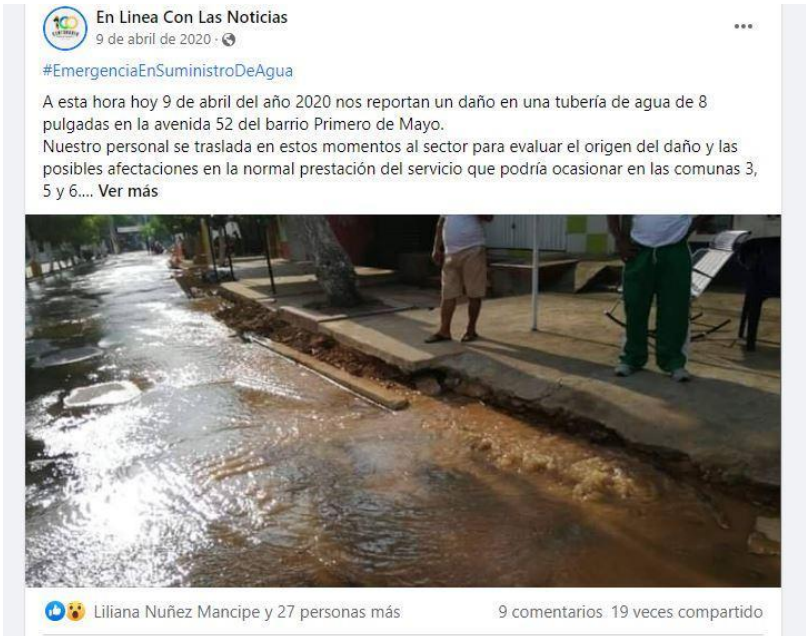 En Linea Con Las Noticias
9 de abril de 2020 ·
#EmergenciaEnSuministroDeAgua
A esta hora hoy 9 de abril del año 2020 nos reportan un daño en una tubería de agua de 8
pulgadas en la avenida 52 del barrio Primero de Mayo.
Nuestro personal se traslada en estos momentos al sector para evaluar el origen del daño y las
posibles afectaciones en la normal prestación del servicio que podría ocasionar en las comunas 3,
5 y 6.... Ver más
Liliana Nuñez Mancipe y 27 personas más 9 comentarios 19 veces compartido